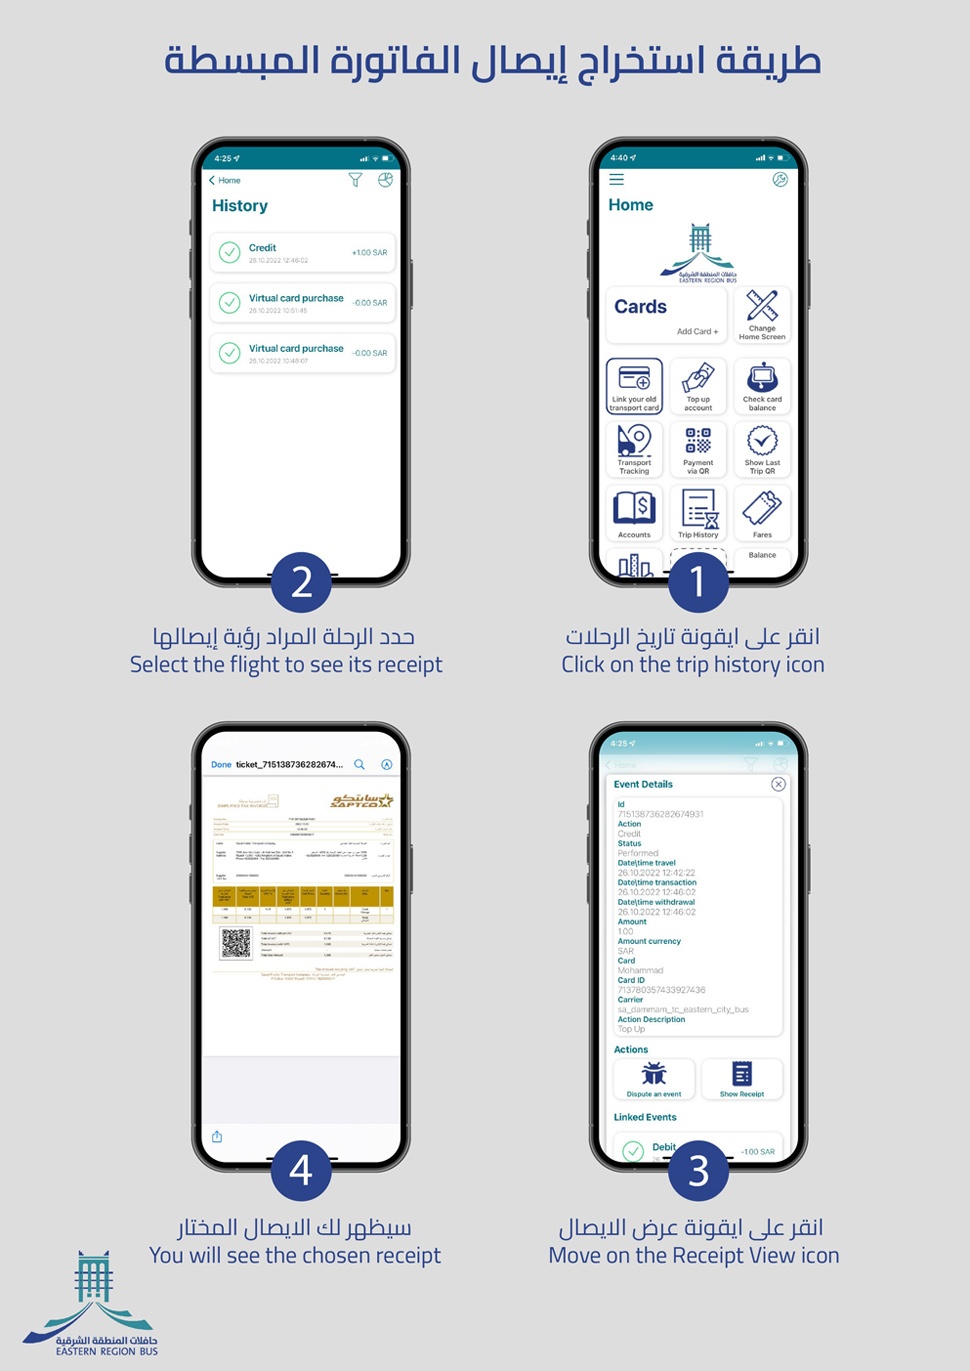 طريقة استخراج إيصال الفاتورة المبسطة
4:40
Home
حافلات المنطقة الشرقية
EASTERN REGION BUS
Cards
Add Card +
Change
Home Screen
Link your old
transport card
Top up
account
Check card
balance
Transport
Tracking
Payment
via QR
Show Last
Trip QR
Accounts
Trip History
Fares
Balance
1
انقر على ايقونة تاريخ الرحلات
Click on the trip history icon
4:25
Home
History
Credit
+1.00 SAR
26.10.2022 12:46:02
Virtual card purchase
-0.00 SAR
26.10.2022 10:51:45
Virtual card purchase
-0.00 SAR
26.10.2022 10:48:07
2
حدد الرحلة المراد رؤية إيصالها
Select the flight to see its receipt
4:25
Home
Event Details
Id
715138736282674931
Action
Credit
Status
Performed
Date\time travel
26.10.2022 12:42:22
Date\time transaction
26.10.2022 12:46:02
Date\time withdrawal
26.10.2022 12:46:02
Amount
1.00
Amount currency
SAR
Card
Mohammad
Card ID
713780357433927436
Carrier
sa_dammam_tc_eastern_city_bus
Action Description
Top Up
Actions
Dispute an event
Show Receipt
Linked Events
Debit
-1.00 SAR
3
انقر على ايقونة عرض الايصال
Move on the Receipt View icon
Done ticket_715138736282674...
سابتكو
SAPTCO
SIMPLIFIED TAX INVOICE
4
سيظهر لك الايصال المختار
You will see the chosen receipt
حافلات المنطقة الشرقية
EASTERN REGION BUS